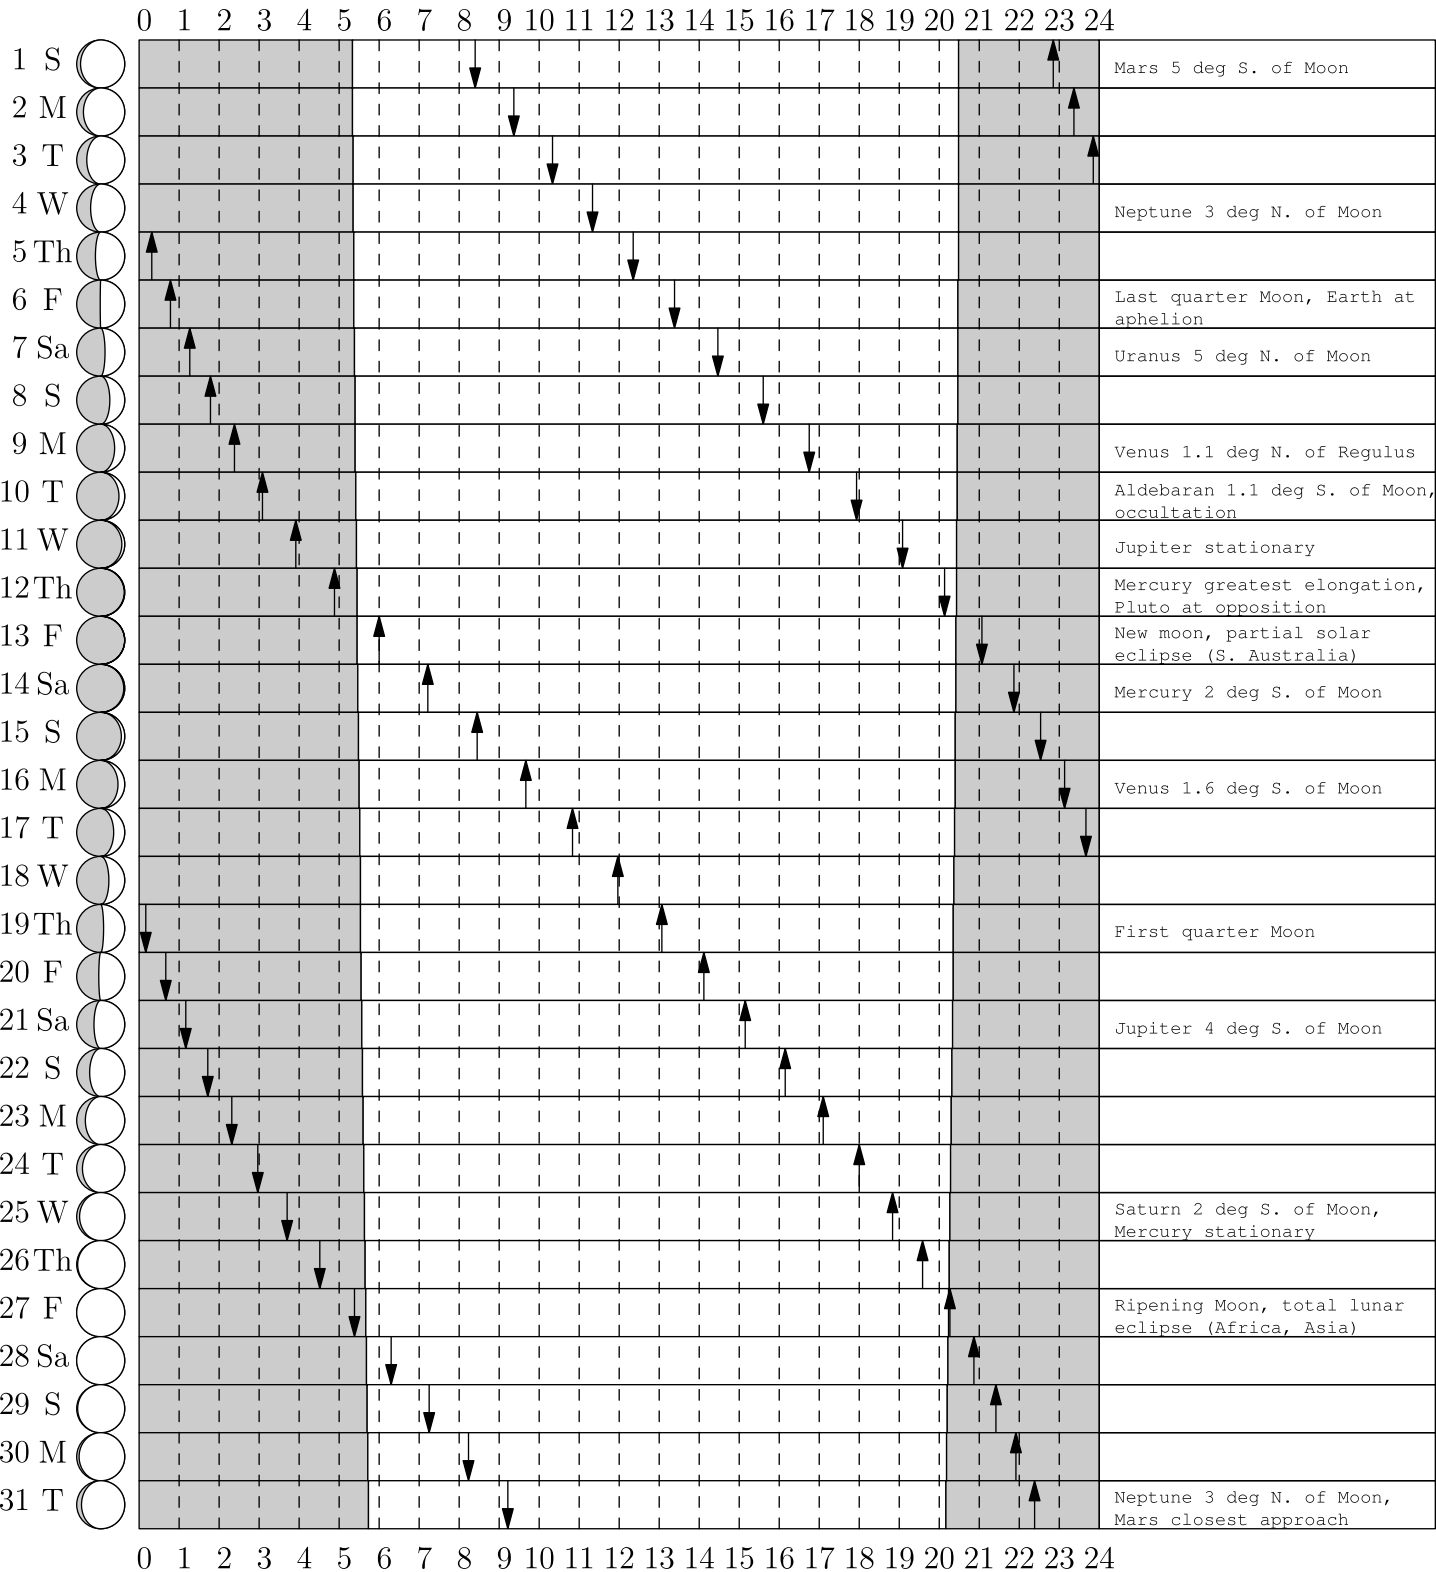 0 1 2 3 4 5 6 7 8 9 10 11 12 13 14 15 16 17 18 19 20 21 22 23 24
1 S Mars 5 deg S. of Moon
2 M
3 T
4 W Neptune 3 deg N. of Moon
5 Th
6 F Last quarter Moon, Earth at
aphelion
7 Sa Uranus 5 deg N. of Moon
8 S
9 M Venus 1.1 deg N. of Regulus
10 T Aldebaran 1.1 deg S. of Moon,
occultation
11 W Jupiter stationary
12 Th Mercury greatest elongation,
Pluto at opposition
13 F New moon, partial solar
eclipse (S. Australia)
14 Sa Mercury 2 deg S. of Moon
15 S
16 M Venus 1.6 deg S. of Moon
17 T
18 W
19 Th First quarter Moon
20 F
21 Sa Jupiter 4 deg S. of Moon
22 S
23 M
24 T
25 W Saturn 2 deg S. of Moon,
Mercury stationary
26 Th
27 F Ripening Moon, total lunar
eclipse (Africa, Asia)
28 Sa
29 S
30 M
31 T Neptune 3 deg N. of Moon,
Mars closest approach
0 1 2 3 4 5 6 7 8 9 10 11 12 13 14 15 16 17 18 19 20 21 22 23 24